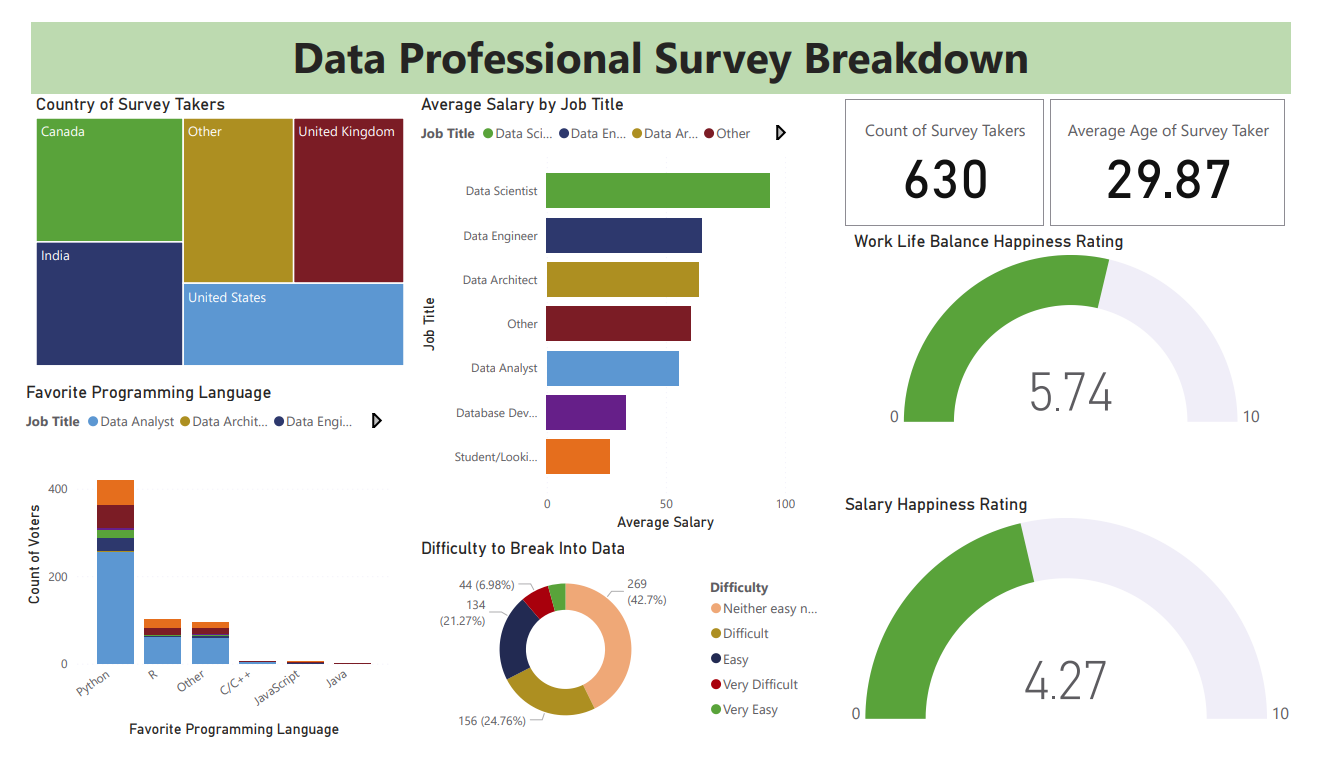 Data Professional Survey Breakdown
Country of Survey Takers
Canada
Other
United Kingdom
India
United States
Average Salary by Job Title
Job Title
Data Sci...
Data En...
Data Ar...
Other
Job Title
Data Scientist
Data Engineer
Data Architect
Other
Data Analyst
Database Dev...
Student/Looki...
0
50
100
Average Salary
Count of Survey Takers
630
Average Age of Survey Taker
29.87
Work Life Balance Happiness Rating
5.74
0
10
Favorite Programming Language
Job Title
Data Analyst
Data Archit...
Data Engi...
Count of Voters
400
200
0
Python
R
Other
C/C++
JavaScript
Java
Favorite Programming Language
Difficulty to Break Into Data
44 (6.98%)
269
(42.7%)
134
(21.27%)
156 (24.76%)
Difficulty
Neither easy n...
Difficult
Easy
Very Difficult
Very Easy
Salary Happiness Rating
4.27
0
10